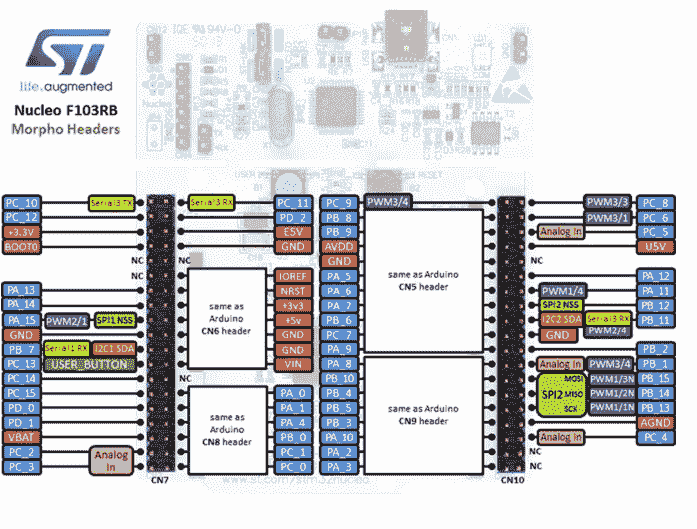 ST
life.augmented
Nucleo F103RB
Morpho Headers
PC_10 Serial3 TX Serial3 RX PC_11
PC_12 PD_2
+3.3V E5V
BOOT0 GND
NC NC
NC IOREF
PA_13 NRST
PA_14 +3v3
PA_15 PWM2/1 SPI1 NSS +5v
GND GND
PB_7 Serial1 RX I2C1 SDA GND
PC_13 USER_BUTTON VIN
PC_14 NC
PC_15 PA_0
PD_0 PA_1
PD_1 PA_4
VBAT PB_0
PC_2 Analog In PC_1
PC_3 PC_0
same as
Arduino
CN6 header
same as
Arduino
CN8 header
CN7
PC_9 PWM3/4 PWM3/3 PC_8
PB_8 PWM3/1 PC_6
PB_9 Analog In PC_5
AVDD U5V
GND NC
PA_5 PA_12
PA_6 PWM1/4 PA_11
PA_7 SPI2 NSS PB_12
PB_6 I2C2 SDA Serial3 RX PWM2/4 PB_11
PC_7 GND
PA_9 PB_2
PA_8 Analog In PWM3/4 PB_1
PB_10 MOSI PWM1/3N PB_15
PB_4 SPI2 MISO PWM1/2N PB_14
PB_5 SCK PWM1/1N PB_13
PB_3 AGND
PA_10 Analog In PC_4
PA_2 NC
PA_3 NC
same as Arduino
CN5 header
same as Arduino
CN9 header
CN10
www.st.com/stm32nucleo